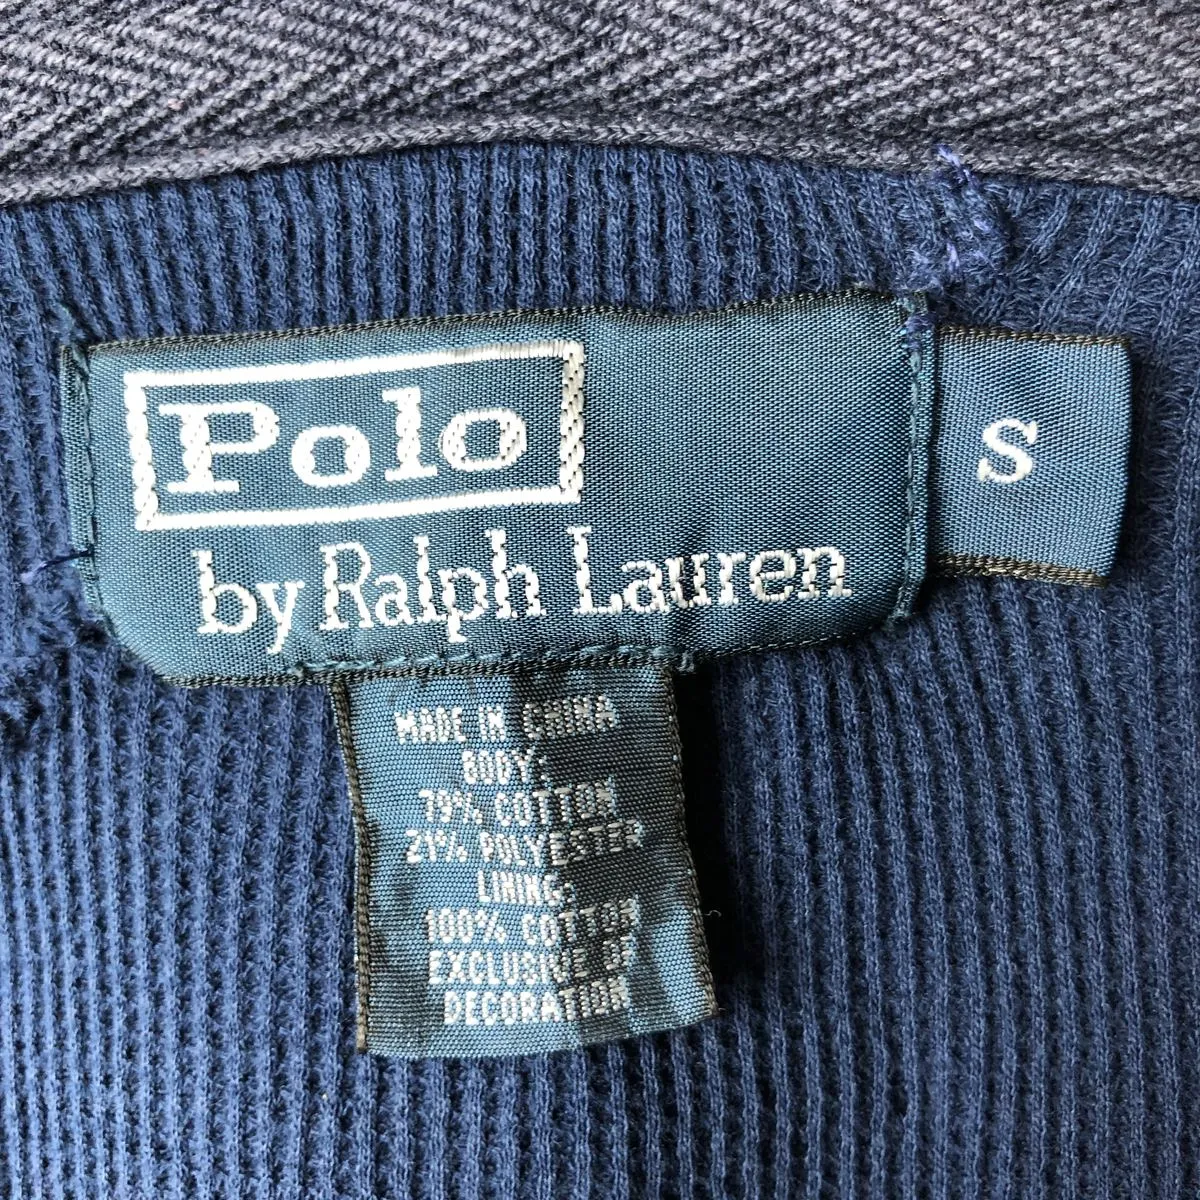 Polo
by Ralph Lauren
S
MADE IN CHINA
BODY:
79% COTTON
21% POLYESTER
LINING:
100% COTTON
EXCLUSIVE OF
DECORATION